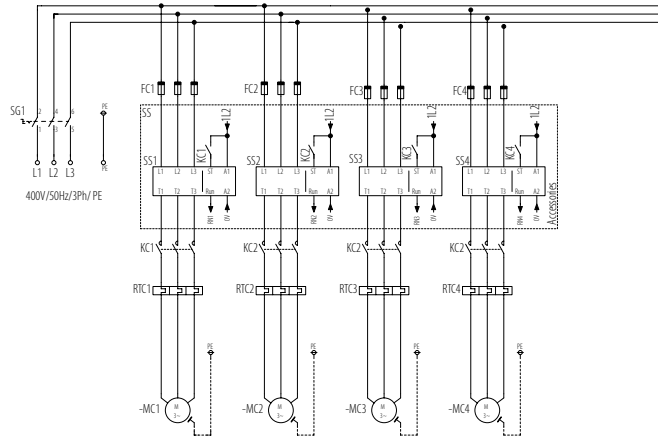 FC1 FC2 FC3 FC4
SG1 2 4 6 PE
1 3 5
L1 L2 L3 PE
400V/50Hz/3Ph/ PE
SS
1L2 1L2 1L2 1L2
KC1 KC2 KC3 KC4
SS1 SS2 SS3 SS4
L1 L2 L3 ST A1 L1 L2 L3 ST A1 L1 L2 L3 ST A1 L1 L2 L3 ST A1
T1 T2 T3 Run A2 T1 T2 T3 Run A2 T1 T2 T3 Run A2 T1 T2 T3 Run A2
RN1 0V RN2 0V RN3 0V RN4 0V
Accessories
KC1 KC2 KC2 KC2
RTC1 RTC2 RTC3 RTC4
PE PE PE PE
-MC1 M 3~ -MC2 M 3~ -MC3 M 3~ -MC4 M 3~